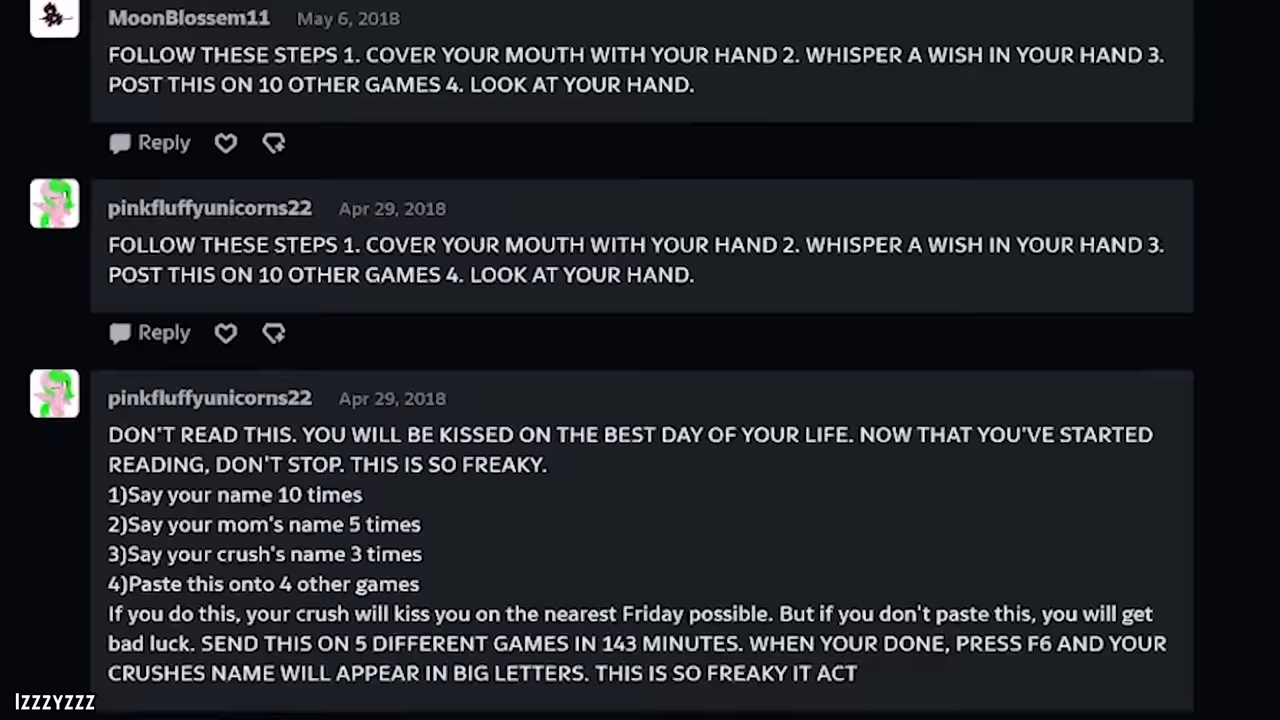 MoonBlossem11 May 6, 2018
FOLLOW THESE STEPS 1. COVER YOUR MOUTH WITH YOUR HAND 2. WHISPER A WISH IN YOUR HAND 3.
POST THIS ON 10 OTHER GAMES 4. LOOK AT YOUR HAND.
Reply
pinkfluffyunicorns22 Apr 29, 2018
FOLLOW THESE STEPS 1. COVER YOUR MOUTH WITH YOUR HAND 2. WHISPER A WISH IN YOUR HAND 3.
POST THIS ON 10 OTHER GAMES 4. LOOK AT YOUR HAND.
Reply
pinkfluffyunicorns22 Apr 29, 2018
DON'T READ THIS. YOU WILL BE KISSED ON THE BEST DAY OF YOUR LIFE. NOW THAT YOU'VE STARTED
READING, DON'T STOP. THIS IS SO FREAKY.
1)Say your name 10 times
2)Say your mom's name 5 times
3)Say your crush's name 3 times
4)Paste this onto 4 other games
If you do this, your crush will kiss you on the nearest Friday possible. But if you don't paste this, you will get
bad luck. SEND THIS ON 5 DIFFERENT GAMES IN 143 MINUTES. WHEN YOUR DONE, PRESS F6 AND YOUR
CRUSHES NAME WILL APPEAR IN BIG LETTERS. THIS IS SO FREAKY IT ACT
Izzzyzzz